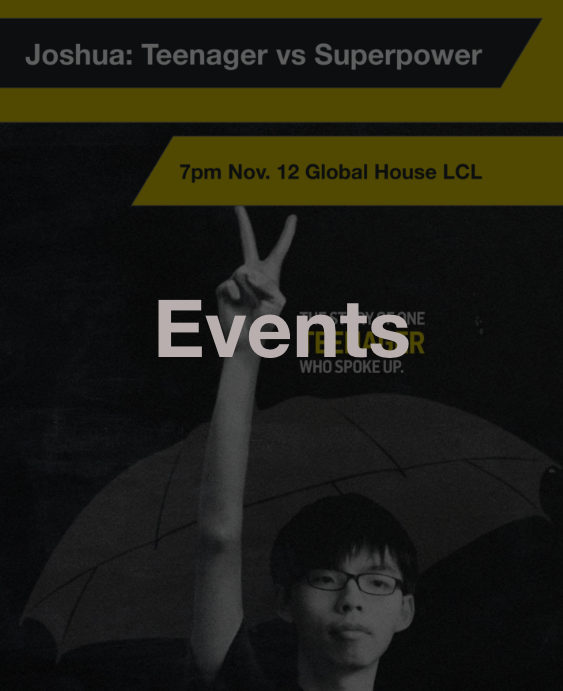 Joshua: Teenager vs Superpower
7pm Nov. 12 Global House LCL
Events
THE STORY OF ONE
TEENAGER
WHO SPOKE UP.